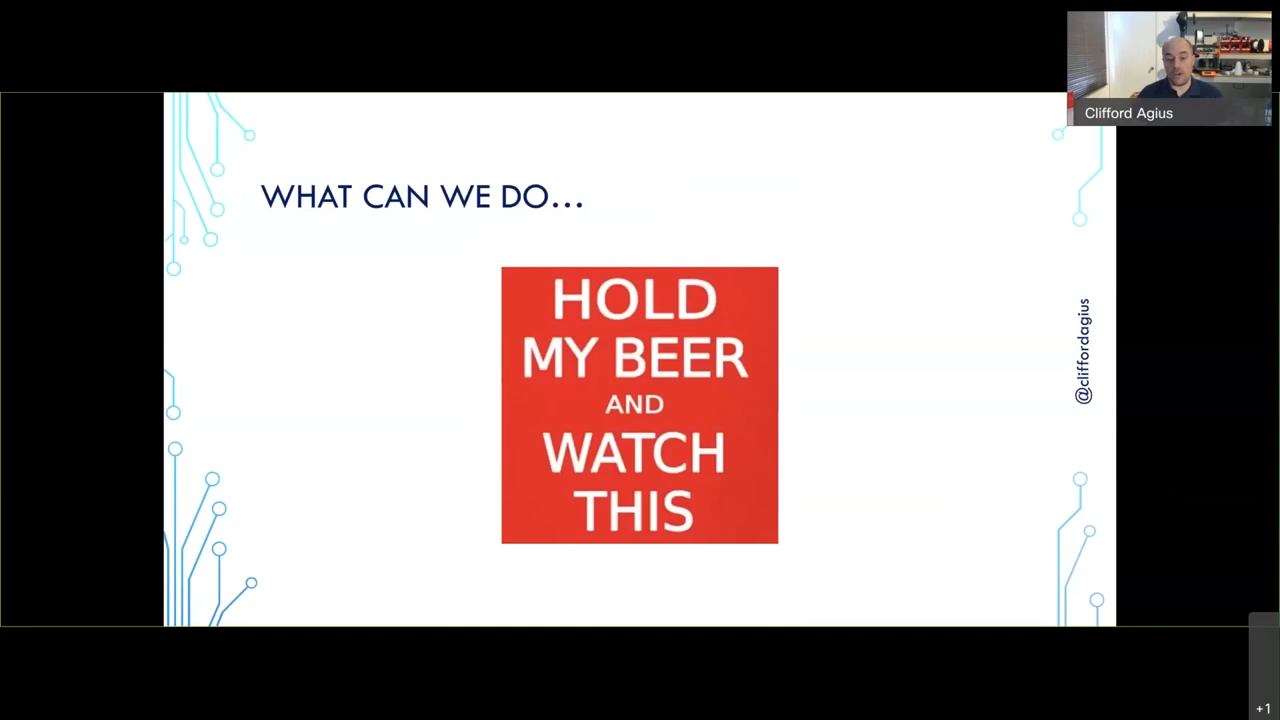 Clifford Agius
WHAT CAN WE DO...
HOLD
MY BEER
AND
WATCH
THIS
@cliffordagius
+1